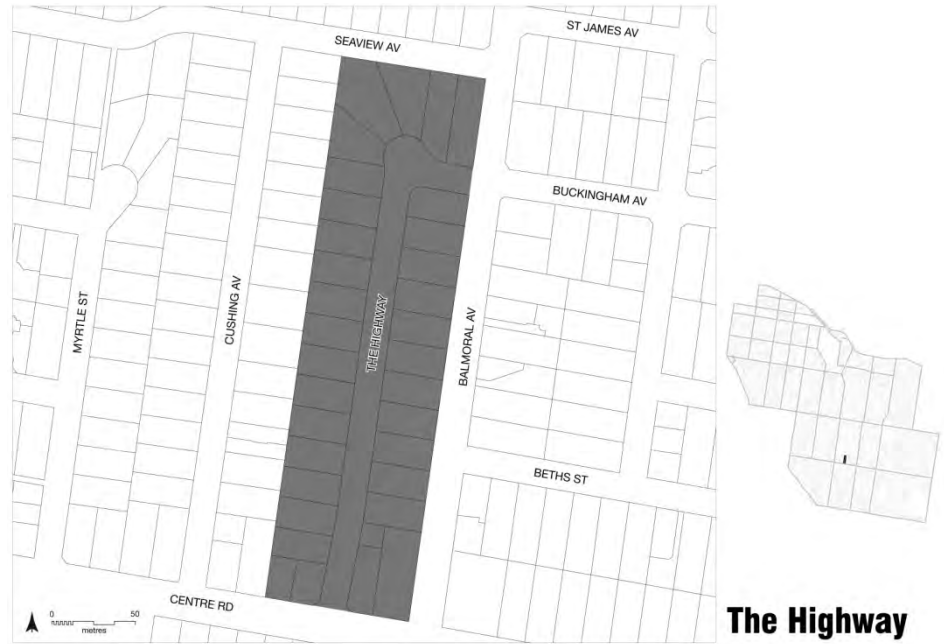 SEAVIEW AV
ST JAMES AV
BUCKINGHAM AV
MYRTLE ST
CUSHING AV
THE HIGHWAY
BALMORAL AV
BETHS ST
CENTRE RD
0 50
metres
The Highway